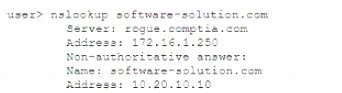 user> nslookup software-solution.com
Server: rogue.comptia.com
Address: 172.16.1.250
Non-authoritative answer:
Name: software-solution.com
Address: 10.20.10.10